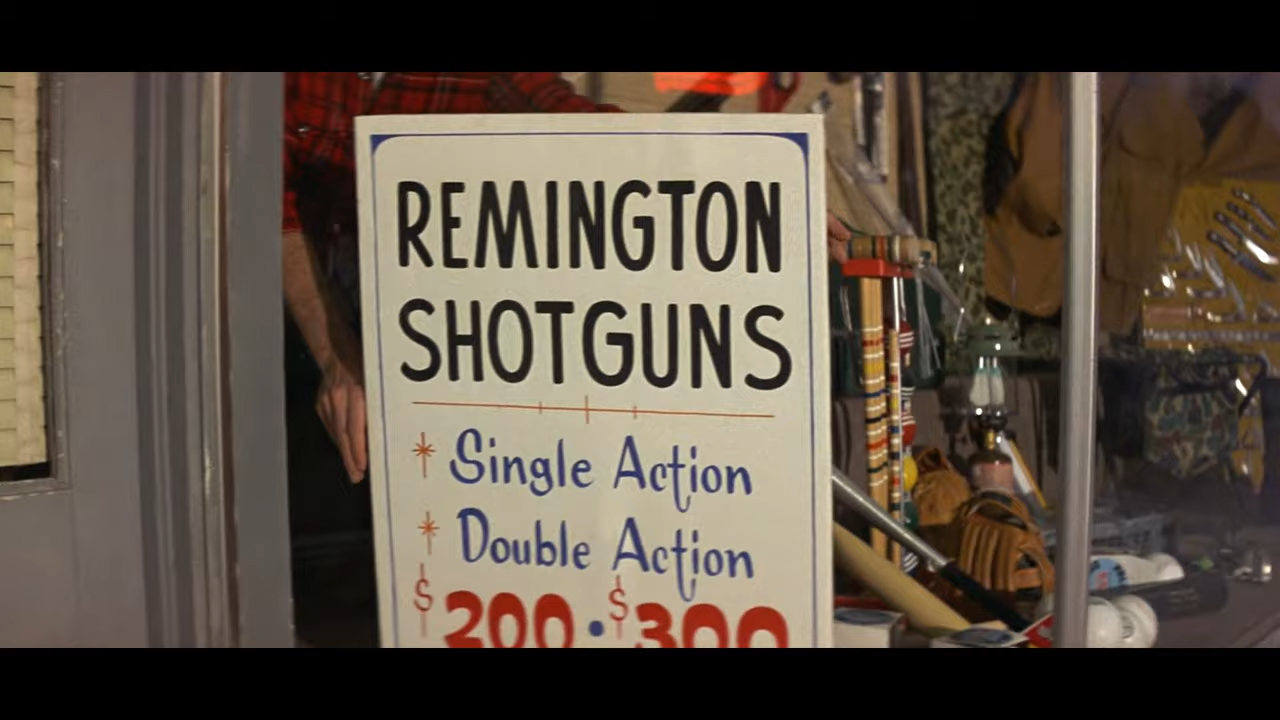 REMINGTON
SHOTGUNS
* Single Action
* Double Action
$200 • $300